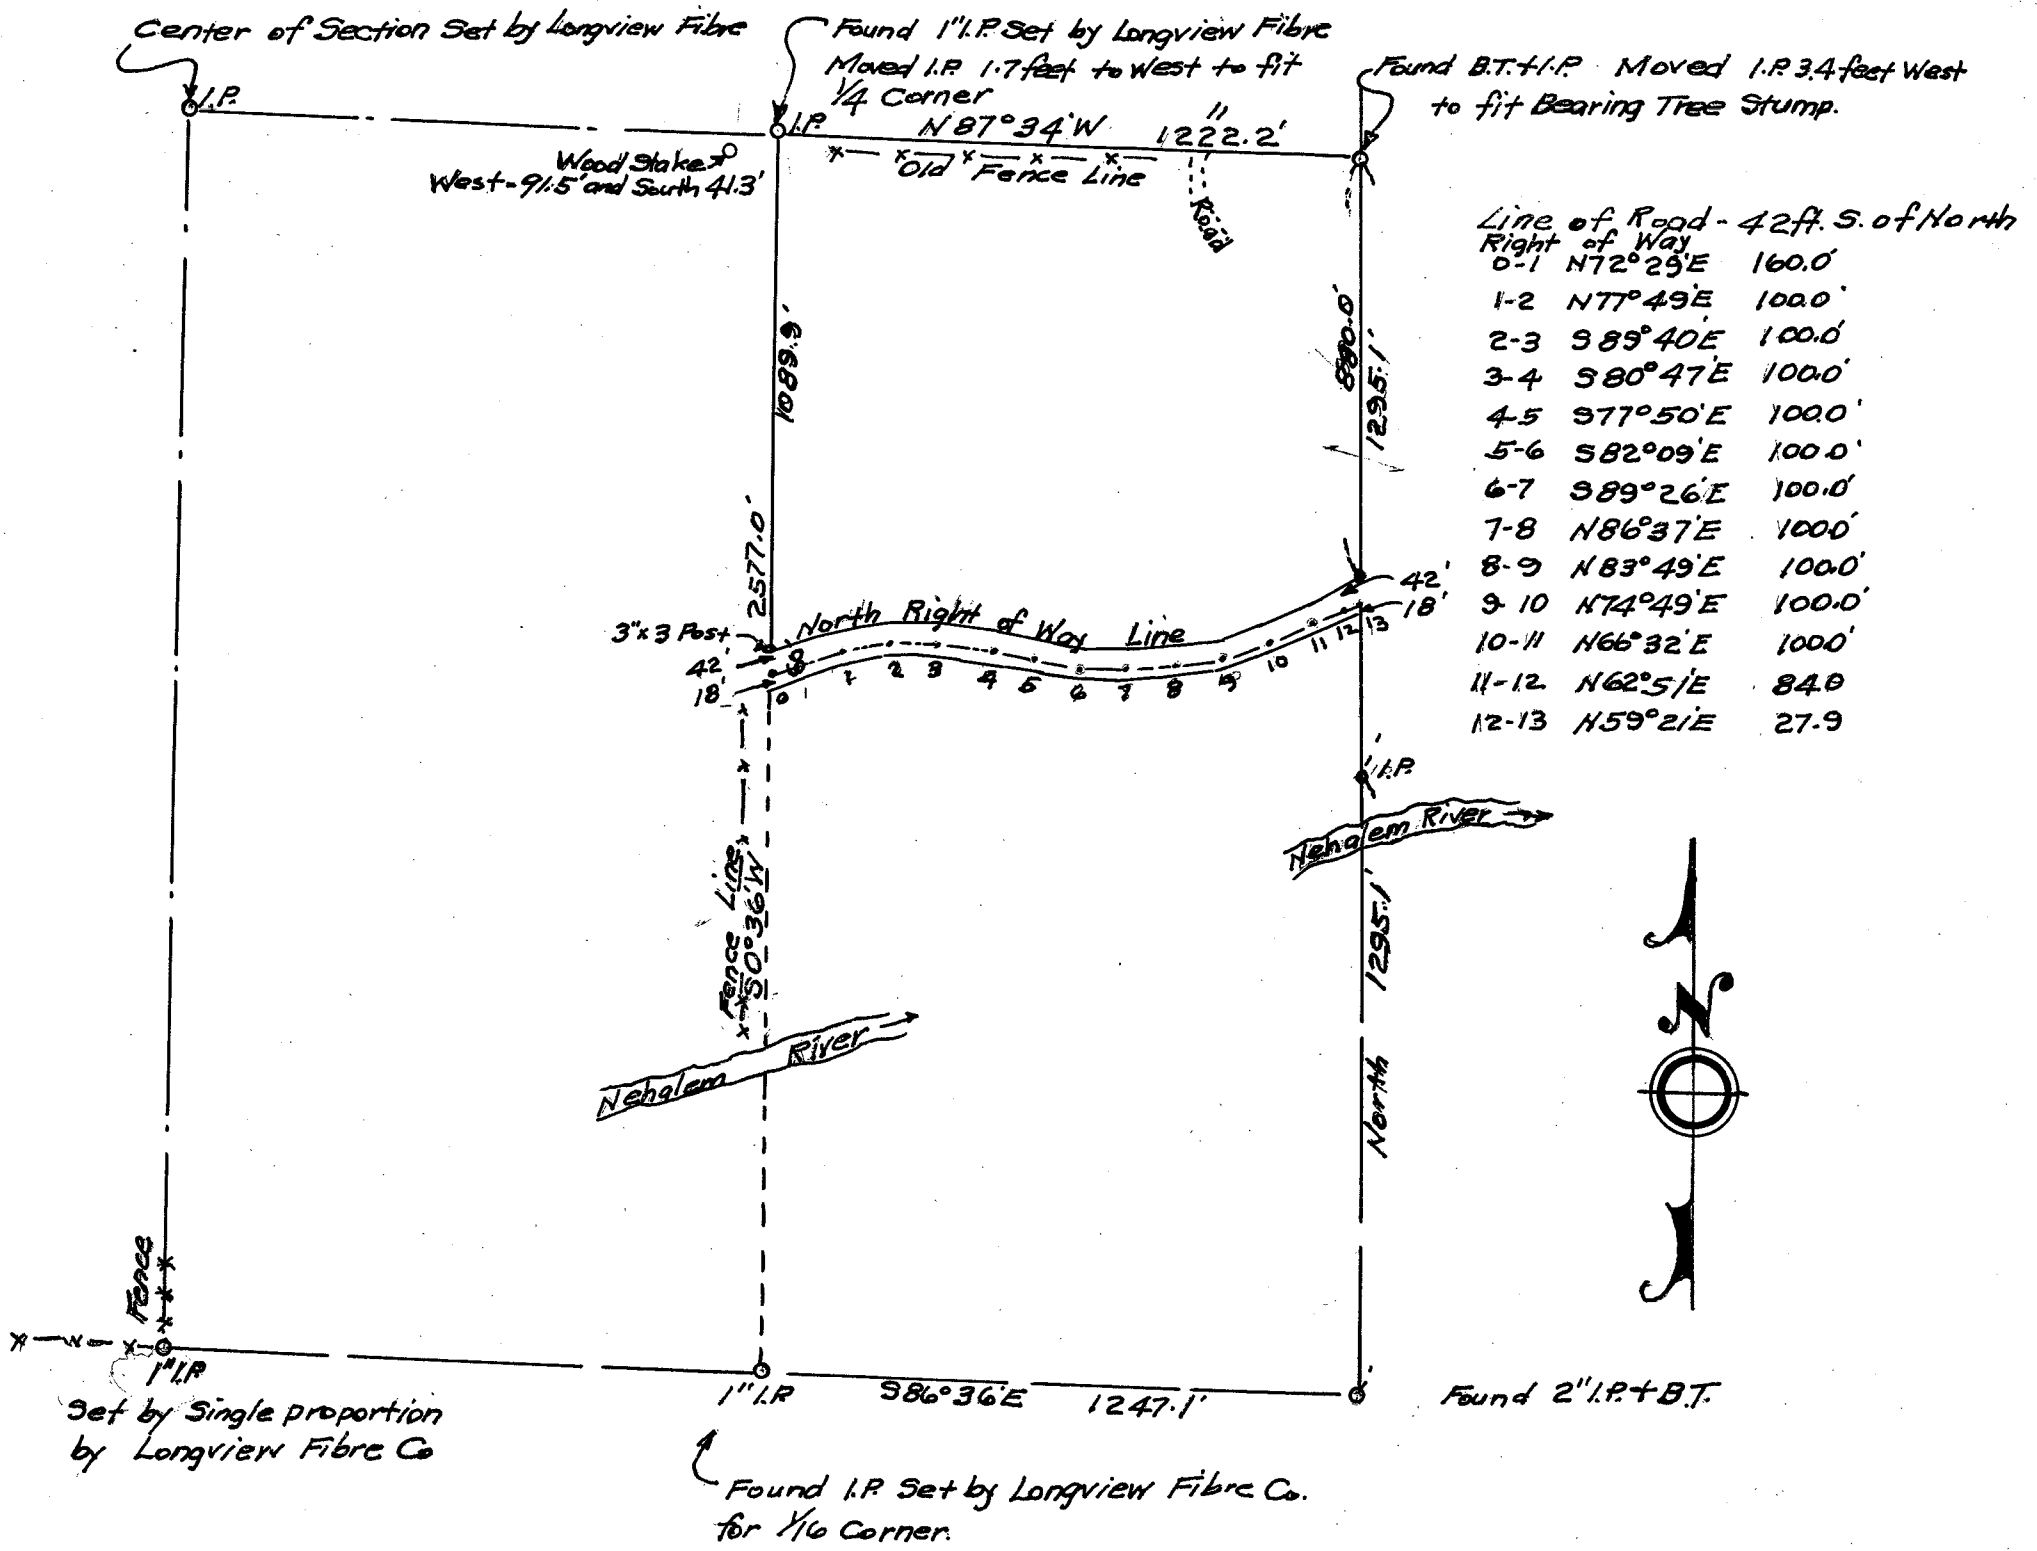 Center of Section Set by Longview Fibre
I.P.
Found 1" I.P. Set by Longview Fibre
Moved I.P. 1.7 feet to West to fit
1/4 Corner
I.P.
Found B.T. + I.P. Moved I.P. 3.4 feet West
to fit Bearing Tree Stump.
N 87° 34' W 1222.2'
"
Old Fence Line
Road
Wood Stake
West - 91.5' and South 41.3'
Line of Road - 42 ft. S. of North
Right of Way
0-1 N72°29'E 160.0'
1-2 N77°49'E 100.0'
2-3 S89°40'E 100.0'
3-4 S80°47'E 100.0'
4-5 S77°50'E 100.0'
5-6 S82°09'E 100.0'
6-7 S89°26'E 100.0'
7-8 N86°37'E 100.0'
8-9 N83°49'E 100.0'
9-10 N74°49'E 100.0'
10-11 N66°32'E 100.0'
11-12 N62°51'E 84.0
12-13 N59°21'E 27.9
1089.9'
2577.0'
880.0'
1295.1'
3"x3 Post
42'
18'
North Right of Way Line
42'
18'
0 1 2 3 4 5 6 7 8 9 10 11 12 13
I.P.
Nehalem River
Fence Line
S0°36'W
Nehalem River
1295.1'
North
N
Fence
1" I.P.
Set by Single proportion
by Longview Fibre Co
1" I.P.
S86°36'E 1247.1'
Found 2" I.P. + B.T.
Found I.P. Set by Longview Fibre Co.
for 1/16 Corner.